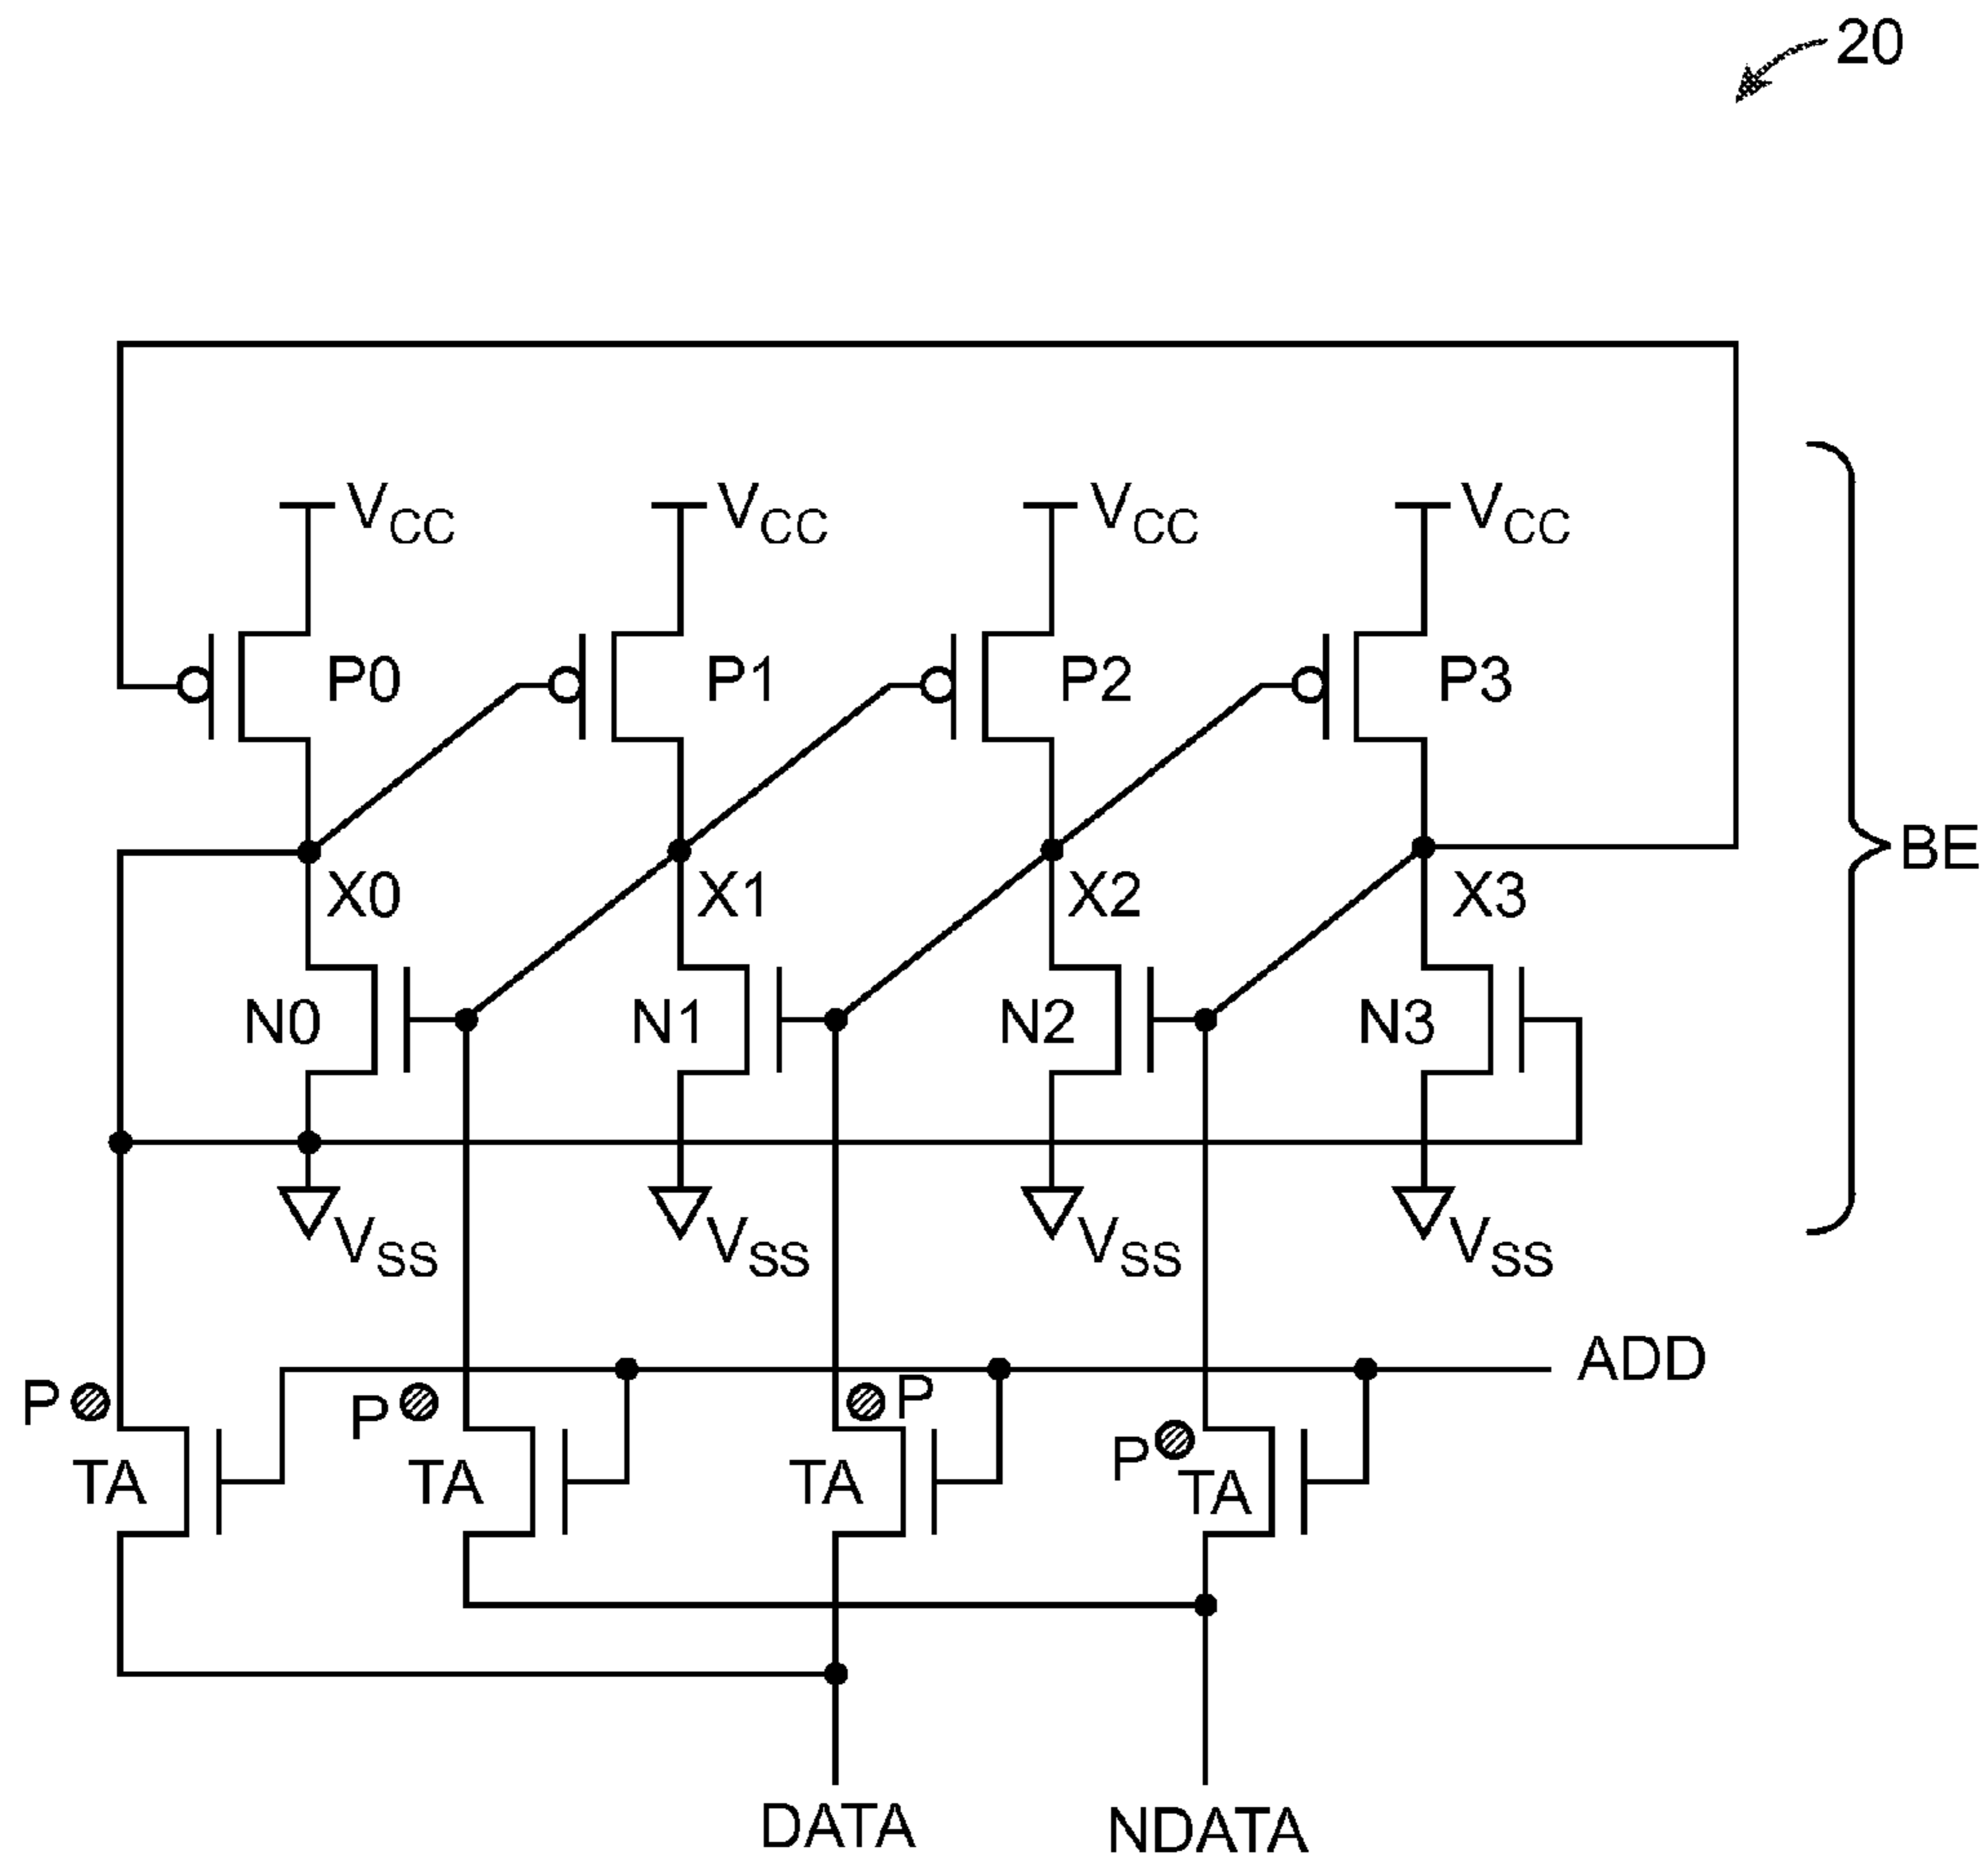 20
VCC VCC VCC VCC
P0 P1 P2 P3
BE
X0 X1 X2 X3
N0 N1 N2 N3
VSS VSS VSS VSS
ADD
P P P P
TA TA TA TA
DATA NDATA